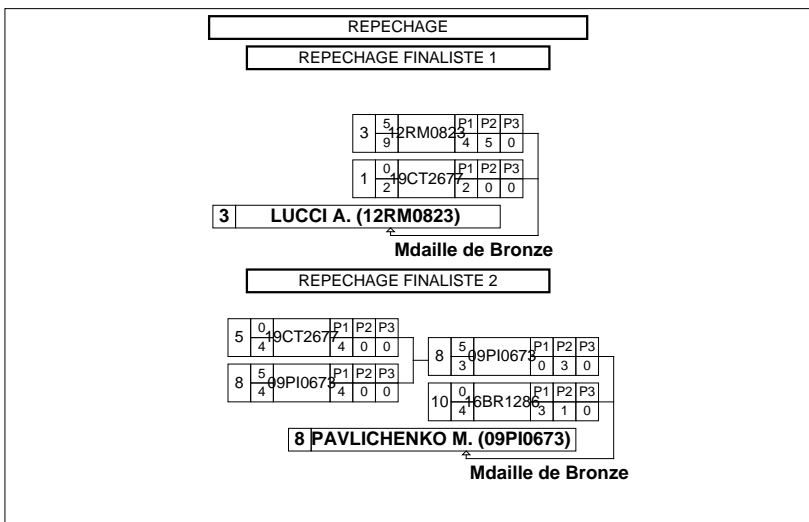 REPECHAGE
REPECHAGE FINALISTE 1
3 5 9 12RM0823 P1 P2 P3 4 5 0
1 0 2 19CT2677 P1 P2 P3 2 0 0
3 LUCCI A. (12RM0823)
Mdaille de Bronze
REPECHAGE FINALISTE 2
5 0 4 19CT2677 P1 P2 P3 4 0 0
8 5 4 09PI0673 P1 P2 P3 4 0 0
8 5 3 09PI0673 P1 P2 P3 0 3 0
10 0 4 16BR1286 P1 P2 P3 3 1 0
8 PAVLICHENKO M. (09PI0673)
Mdaille de Bronze